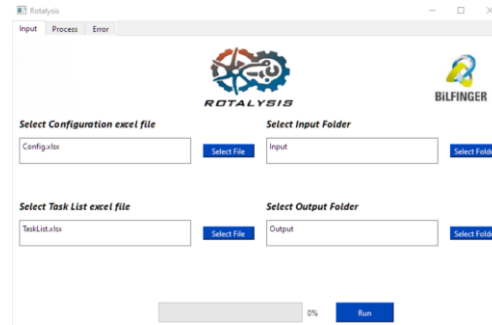 Rotalysis
Input Process Error
ROTALYSIS
BILFINGER
Select Configuration excel file
Select Input Folder
Config.xlsx
Select File
Input
Select Folde
Select Task List excel file
Select Output Folder
TaskList.xlsx
Select File
Output
Select Folde
0%
Run